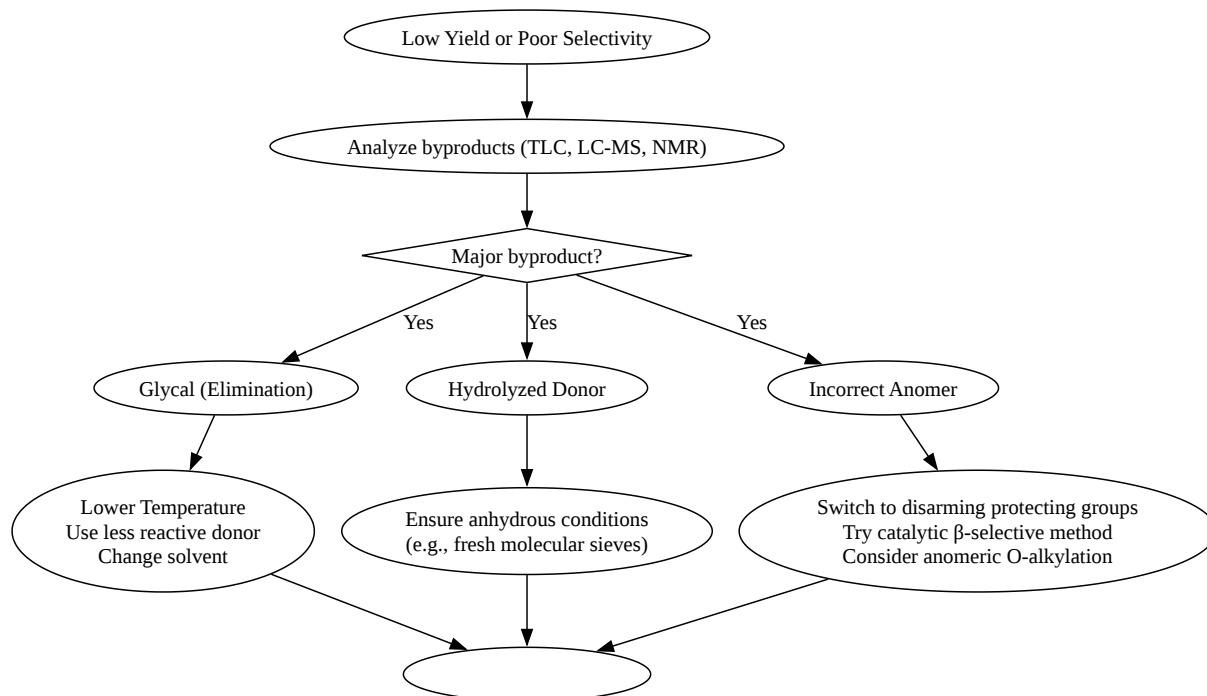 Low Yield or Poor Selectivity
Analyze byproducts (TLC, LC-MS, NMR)
Major byproduct?
Yes
Yes
Yes
Glycal (Elimination)
Hydrolyzed Donor
Incorrect Anomer
Lower Temperature
Use less reactive donor
Change solvent
Ensure anhydrous conditions
(e.g., fresh molecular sieves)
Switch to disarming protecting groups
Try catalytic β-selective method
Consider anomeric O-alkylation